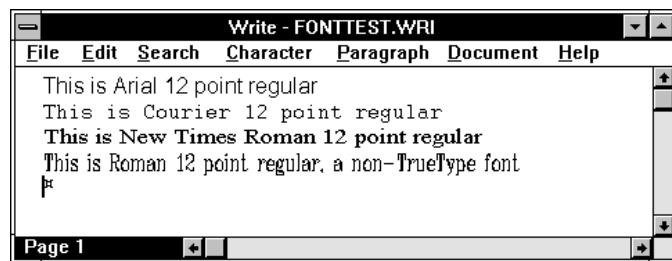 Write - FONTTEST.WRI
File Edit Search Character Paragraph Document Help
This is Arial 12 point regular
This is Courier 12 point regular
This is New Times Roman 12 point regular
This is Roman 12 point regular, a non-TrueType font
¤
Page 1